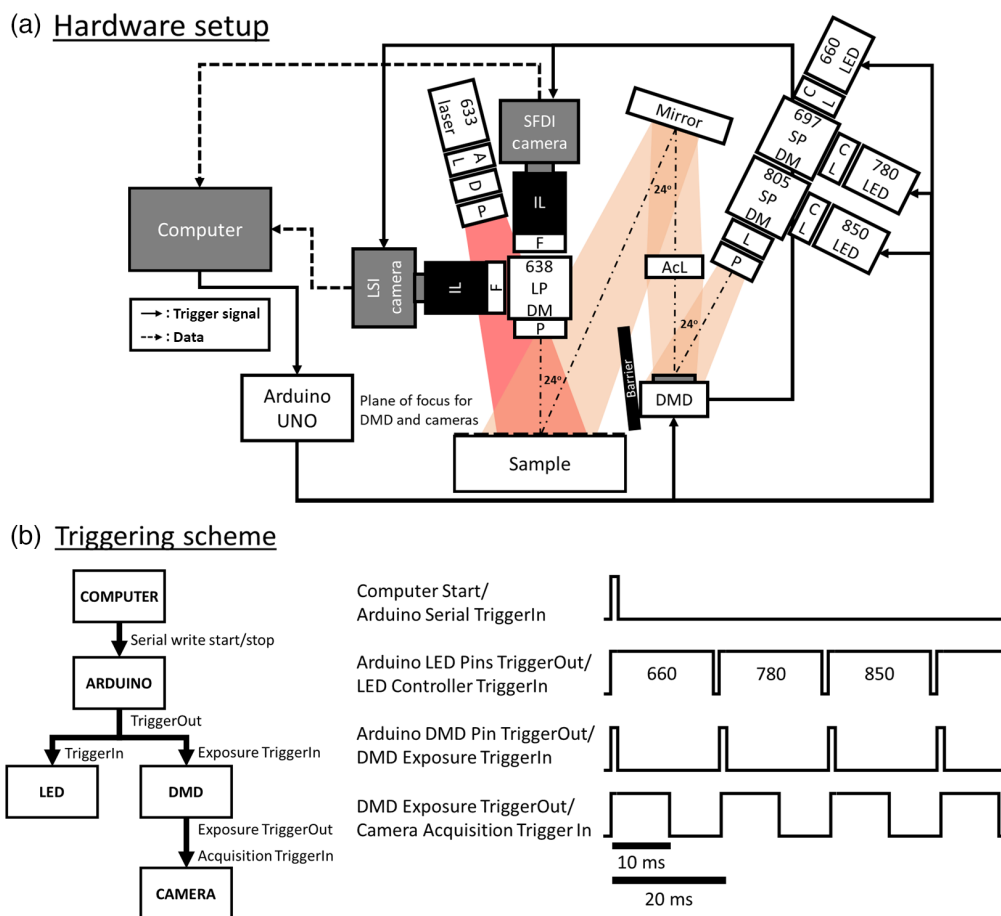 (a) Hardware setup
660
LED
C
L
697
SP
DM
C
L
780
LED
805
SP
DM
C
L
850
LED
L
P
Mirror
24°
AcL
24°
DMD
Barrier
633
laser
A
L
D
P
SFDI
camera
IL
F
638
LP
DM
P
LSI
camera
IL
F
24°
Computer
: Trigger signal
: Data
Arduino
UNO
Plane of focus for
DMD and cameras
Sample
(b) Triggering scheme
COMPUTER
Serial write start/stop
ARDUINO
TriggerOut
TriggerIn
Exposure TriggerIn
LED
DMD
Exposure TriggerOut
Acquisition TriggerIn
CAMERA
Computer Start/
Arduino Serial TriggerIn
Arduino LED Pins TriggerOut/
LED Controller TriggerIn
660 780 850
Arduino DMD Pin TriggerOut/
DMD Exposure TriggerIn
DMD Exposure TriggerOut/
Camera Acquisition Trigger In
10 ms
20 ms